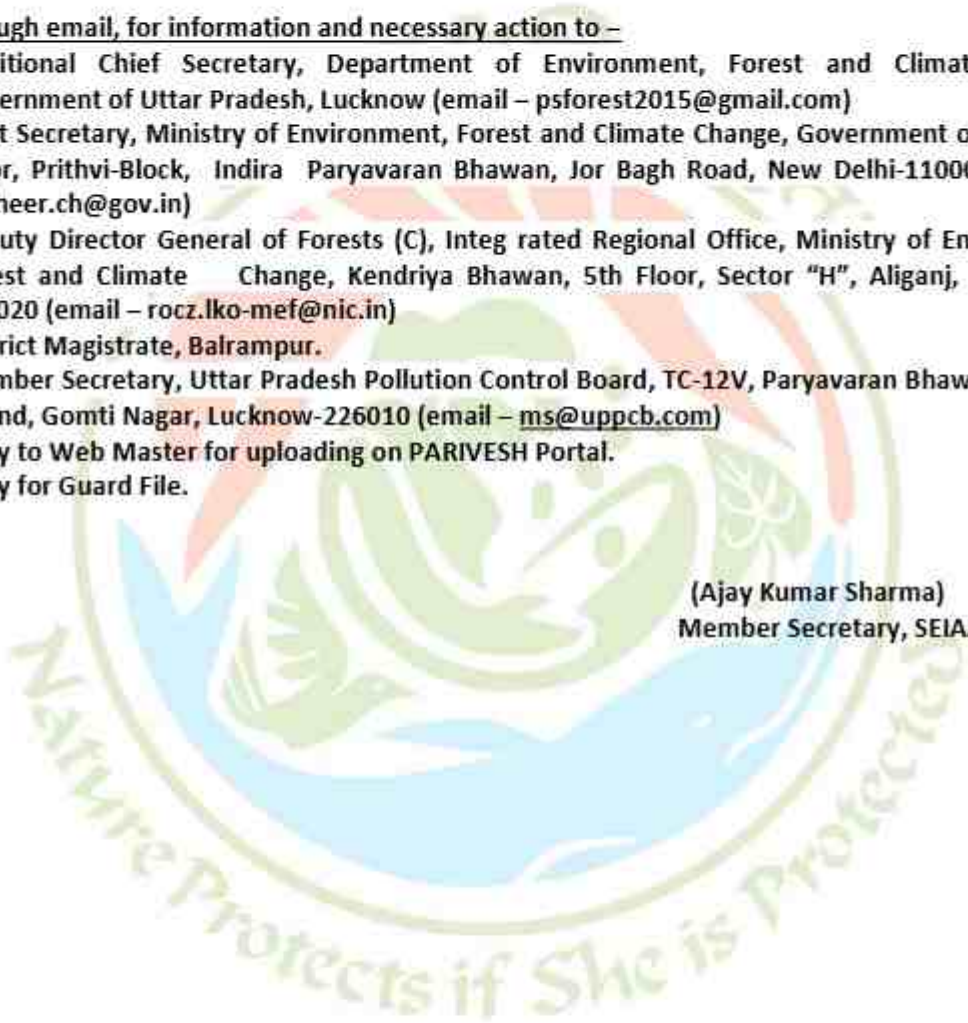 ugh email, for information and necessary action to –
itional Chief Secretary, Department of Environment, Forest and Climat
ernment of Uttar Pradesh, Lucknow (email – psforest2015@gmail.com)
t Secretary, Ministry of Environment, Forest and Climate Change, Government o
or, Prithvi-Block, Indira Paryavaran Bhawan, Jor Bagh Road, New Delhi-11000
neer.ch@gov.in)
uty Director General of Forests (C), Integ rated Regional Office, Ministry of En
est and Climate Change, Kendriya Bhawan, 5th Floor, Sector “H”, Aliganj,
020 (email – rocz.lko-mef@nic.in)
rict Magistrate, Balrampur.
mber Secretary, Uttar Pradesh Pollution Control Board, TC-12V, Paryavaran Bhaw
nd, Gomti Nagar, Lucknow-226010 (email – ms@uppcb.com)
y to Web Master for uploading on PARIVESH Portal.
y for Guard File.
(Ajay Kumar Sharma)
Member Secretary, SEIA
Nature Protects if She is Protected